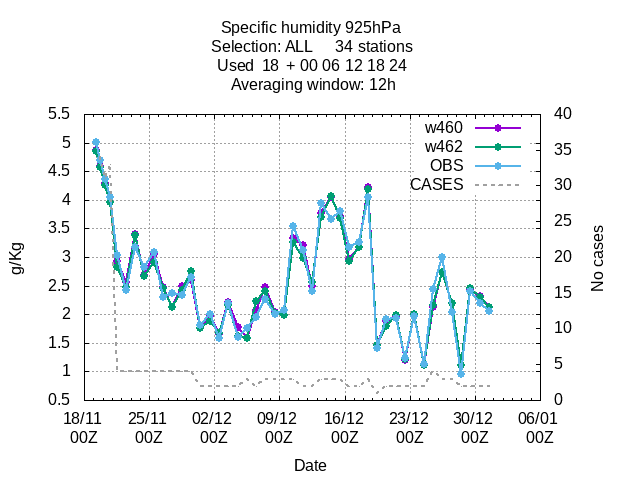 Specific humidity 925hPa
Selection: ALL     34 stations
Used  18  + 00 06 12 18 24
Averaging window: 12h
5.5
5
4.5
4
3.5
3
2.5
2
1.5
1
0.5
g/Kg
40
35
30
25
20
15
10
5
0
No cases
w460
w462
OBS
CASES
18/11 25/11 02/12 09/12 16/12 23/12 30/12 06/01
00Z 00Z 00Z 00Z 00Z 00Z 00Z 00Z
Date